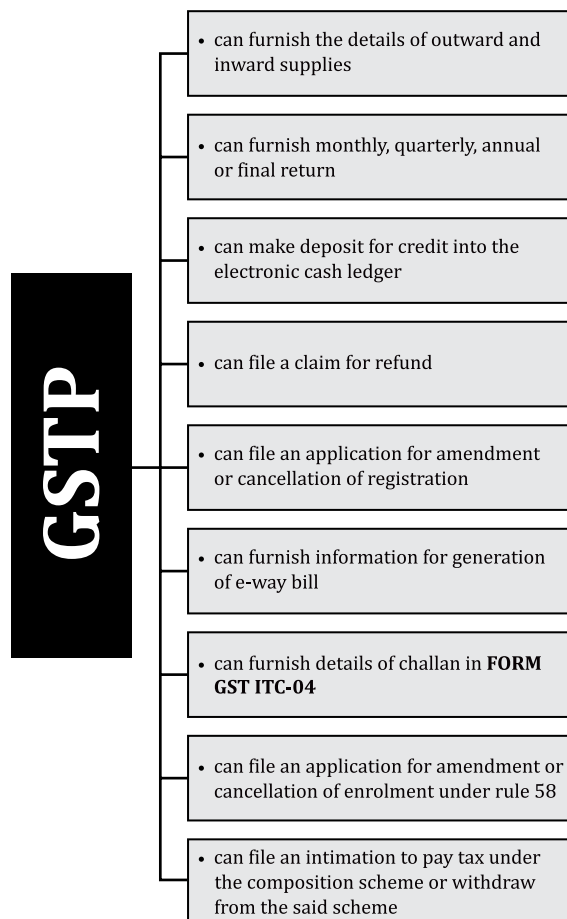 GSTP
• can furnish the details of outward and
inward supplies
• can furnish monthly, quarterly, annual
or final return
• can make deposit for credit into the
electronic cash ledger
• can file a claim for refund
• can file an application for amendment
or cancellation of registration
• can furnish information for generation
of e-way bill
• can furnish details of challan in FORM
GST ITC-04
• can file an application for amendment or
cancellation of enrolment under rule 58
• can file an intimation to pay tax under
the composition scheme or withdraw
from the said scheme